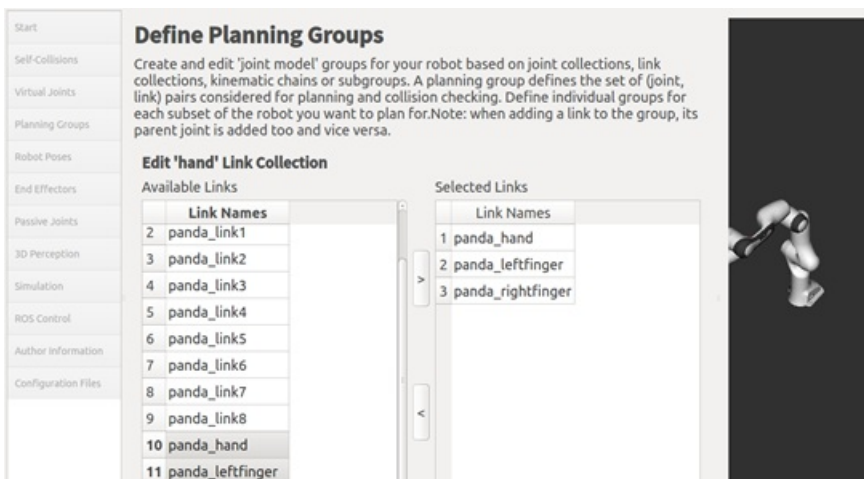 Start
Self-Collisions
Virtual Joints
Planning Groups
Robot Poses
End Effectors
Passive Joints
3D Perception
Simulation
ROS Control
Author Information
Configuration Files
Define Planning Groups
Create and edit 'joint model' groups for your robot based on joint collections, link
collections, kinematic chains or subgroups. A planning group defines the set of (joint,
link) pairs considered for planning and collision checking. Define individual groups for
each subset of the robot you want to plan for.Note: when adding a link to the group, its
parent joint is added too and vice versa.
Edit 'hand' Link Collection
Available Links
Link Names
2 panda_link1
3 panda_link2
4 panda_link3
5 panda_link4
6 panda_link5
7 panda_link6
8 panda_link7
9 panda_link8
10 panda_hand
11 panda_leftfinger
>
<
Selected Links
Link Names
1 panda_hand
2 panda_leftfinger
3 panda_rightfinger